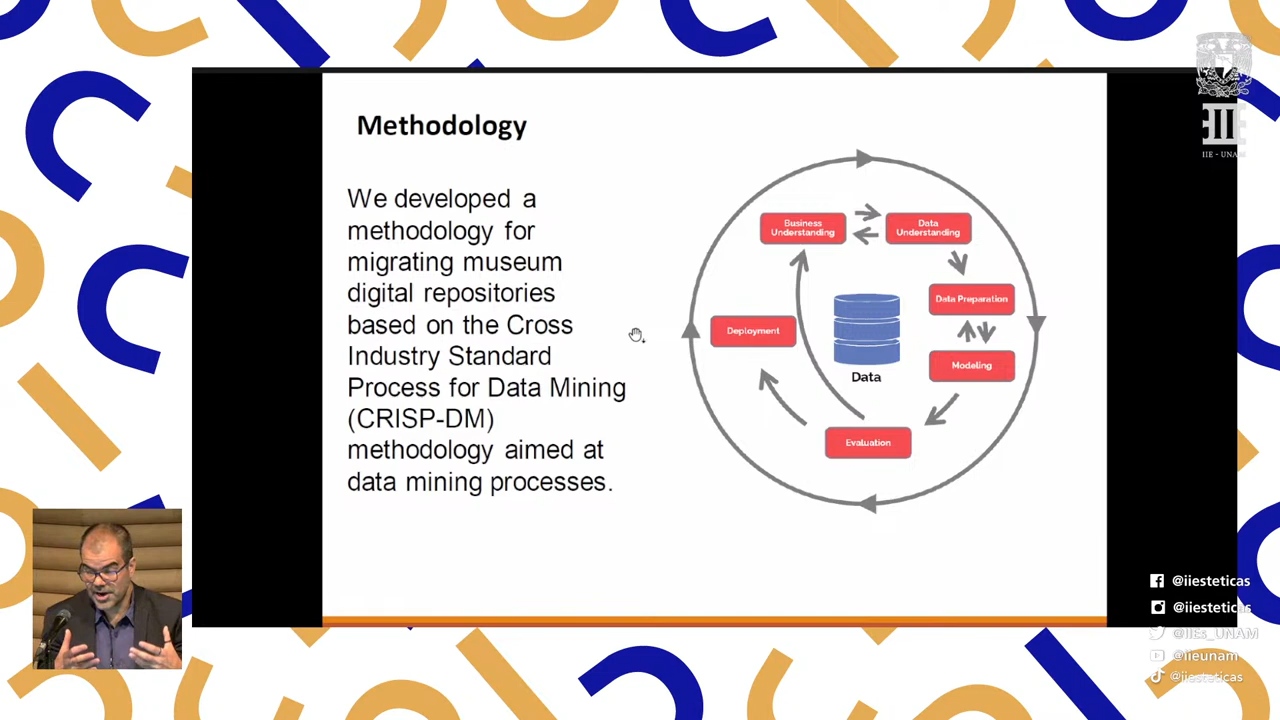 Methodology
We developed a
methodology for
migrating museum
digital repositories
based on the Cross
Industry Standard
Process for Data Mining
(CRISP-DM)
methodology aimed at
data mining processes.
Business
Understanding
Data
Understanding
Data Preparation
Modeling
Evaluation
Deployment
Data
IIE - UNAM
@iiesteticas
@iiesteticas
@IIEs_UNAM
@iieunam
@iiesteticas